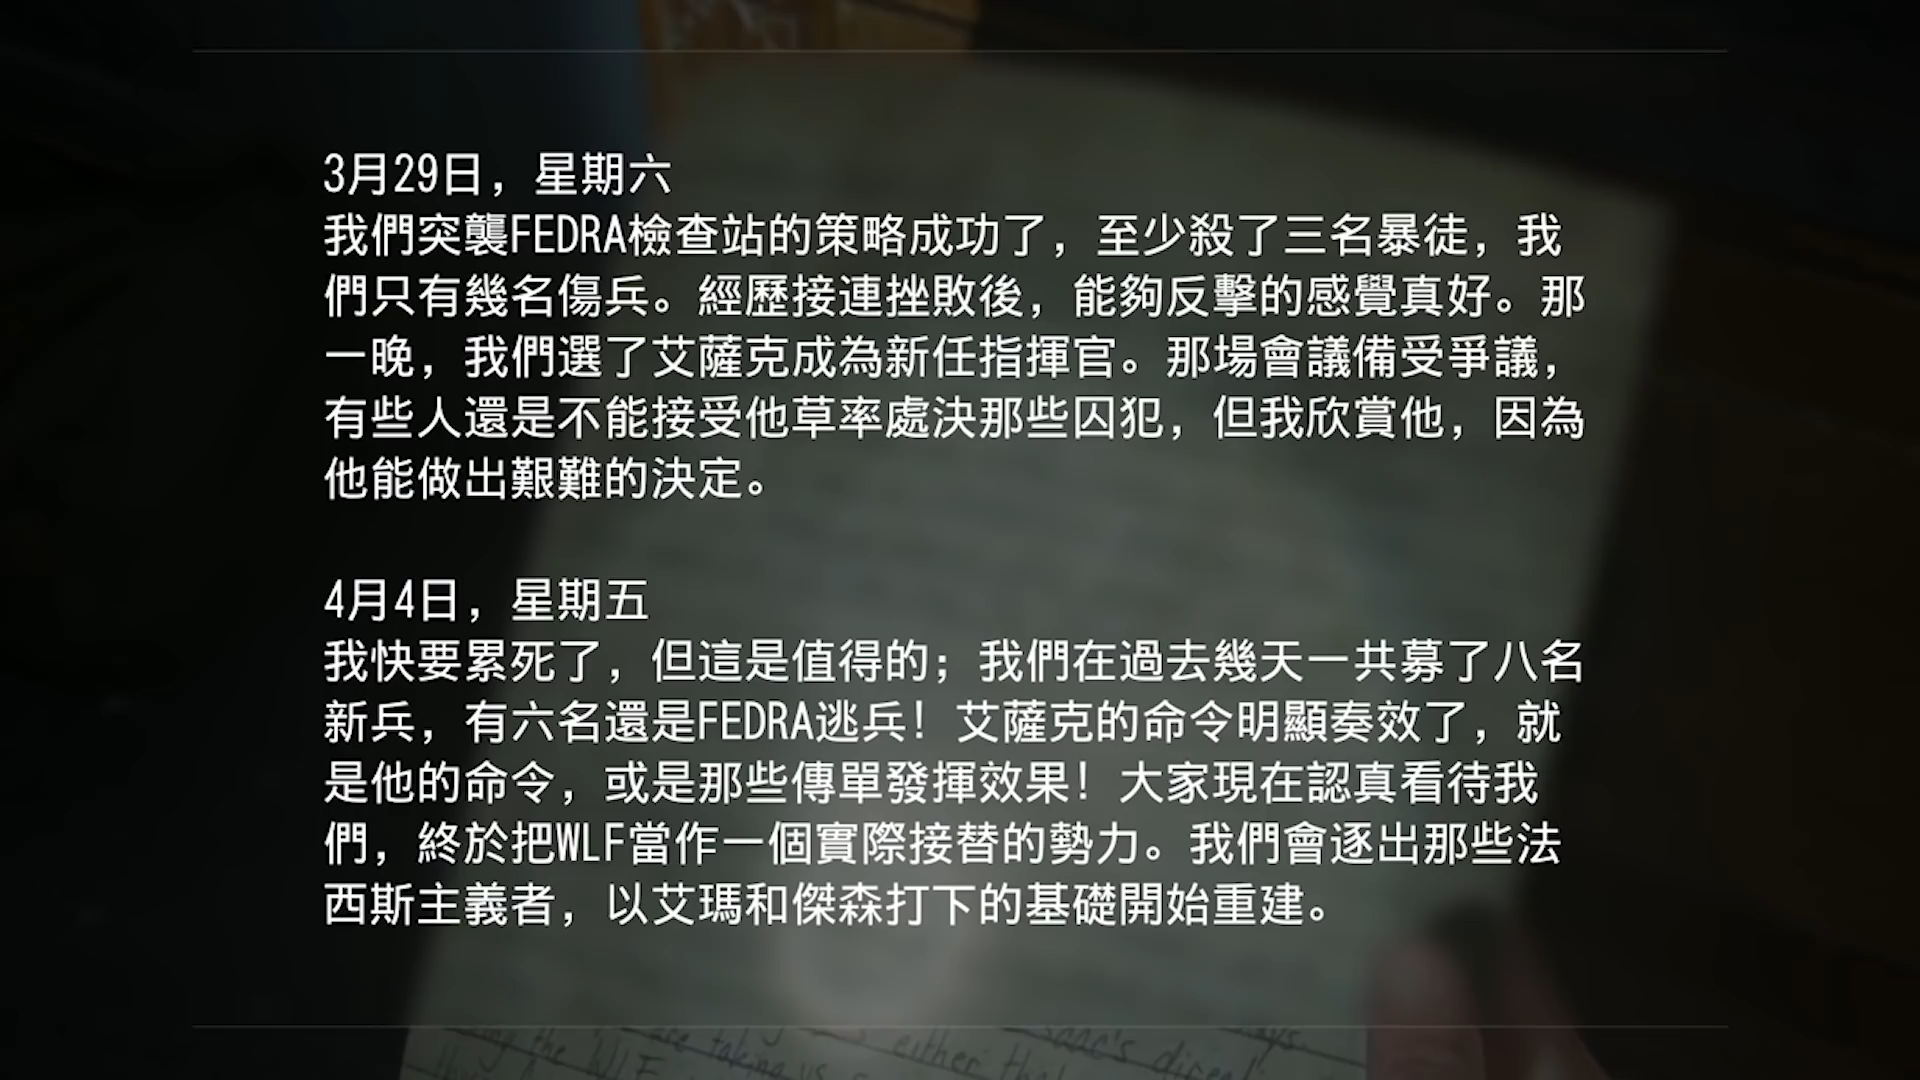 3月29日，星期六
我們突襲FEDRA檢查站的策略成功了，至少殺了三名暴徒，我
們只有幾名傷兵。經歷接連挫敗後，能夠反擊的感覺真好。那
一晚，我們選了艾薩克成為新任指揮官。那場會議備受爭議，
有些人還是不能接受他草率處決那些囚犯，但我欣賞他，因為
他能做出艱難的決定。
4月4日，星期五
我快要累死了，但這是值得的；我們在過去幾天一共募了八名
新兵，有六名還是FEDRA逃兵！艾薩克的命令明顯奏效了，就
是他的命令，或是那些傳單發揮效果！大家現在認真看待我
們，終於把WLF當作一個實際接替的勢力。我們會逐出那些法
西斯主義者，以艾瑪和傑森打下的基礎開始重建。
the WLF are taking us either that Isaac's